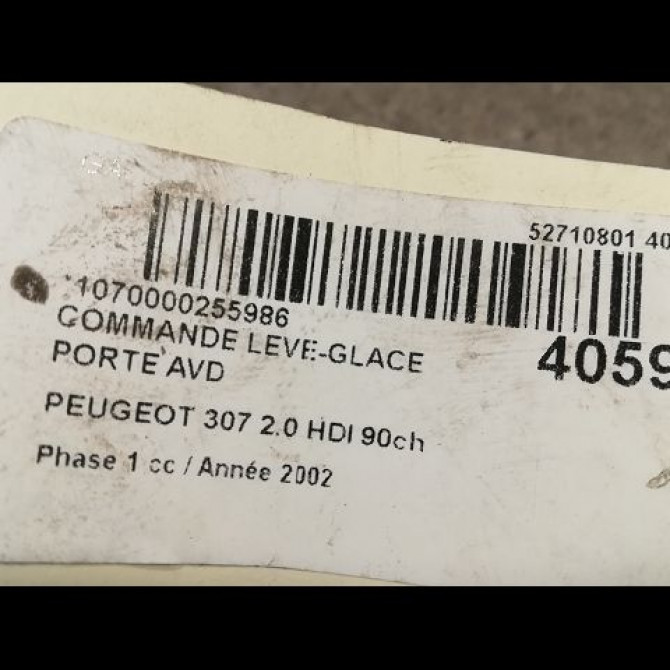 52710801 40
1070000255986
4059
COMMANDE LEVE-GLACE
PORTE AVD
PEUGEOT 307 2.0 HDI 90ch
Phase 1 cc / Année 2002